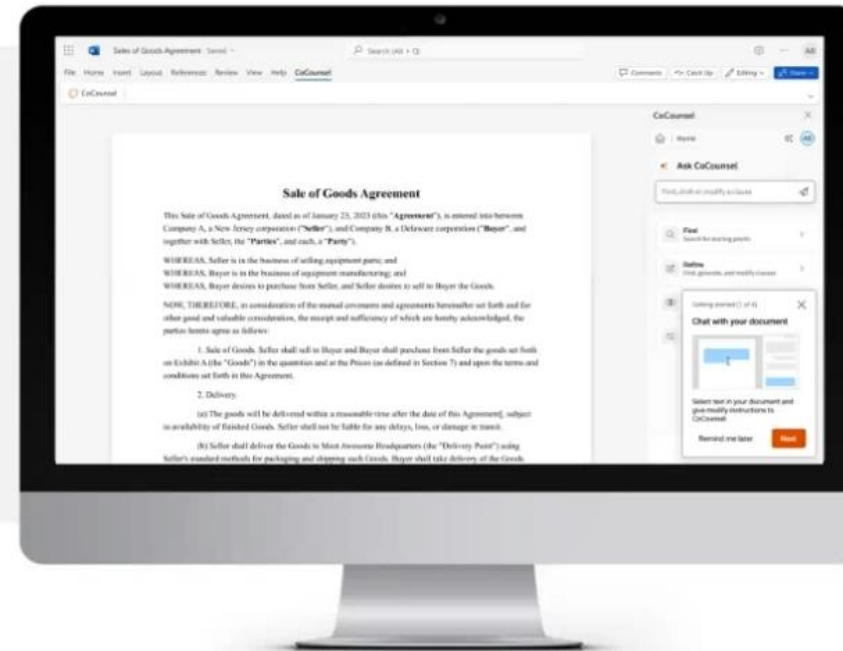 Sales of Goods Agreement Saved
Search (Alt + Q)
AB
File Home Insert Layout References Review View Help CoCounsel
Comments Catch Up Editing Share
CoCounsel
CoCounsel
Home
AB
Ask CoCounsel
Find, draft or modify a clause
Find
Search for starting points
Refine
Find, generate, and modify clauses
Getting started (1 of 4)
Chat with your document
Select text in your document and
give modify instructions to
CoCounsel
Remind me later Next
Sale of Goods Agreement
This Sale of Goods Agreement, dated as of January 23, 2023 (this "Agreement"), is entered into between
Company A, a New Jersey corporation ("Seller"), and Company B, a Delaware corporation ("Buyer", and
together with Seller, the "Parties", and each, a "Party").
WHEREAS, Seller is in the business of selling equipment parts; and
WHEREAS, Buyer is in the business of equipment manufacturing; and
WHEREAS, Buyer desires to purchase from Seller, and Seller desires to sell to Buyer the Goods.
NOW, THEREFORE, in consideration of the mutual covenants and agreements hereinafter set forth and for
other good and valuable consideration, the receipt and sufficiency of which are hereby acknowledged, the
parties hereto agree as follows:
1. Sale of Goods. Seller shall sell to Buyer and Buyer shall purchase from Seller the goods set forth
on Exhibit A (the "Goods") in the quantities and at the Prices (as defined in Section 7) and upon the terms and
conditions set forth in this Agreement.
2. Delivery.
(a) The goods will be delivered within a reasonable time after the date of this Agreement[, subject
to availability of finished Goods. Seller shall not be liable for any delays, loss, or damage in transit.
(b) Seller shall deliver the Goods to Most Awesome Headquarters (the "Delivery Point") using
Seller's standard methods for packaging and shipping such Goods. Buyer shall take delivery of the Goods